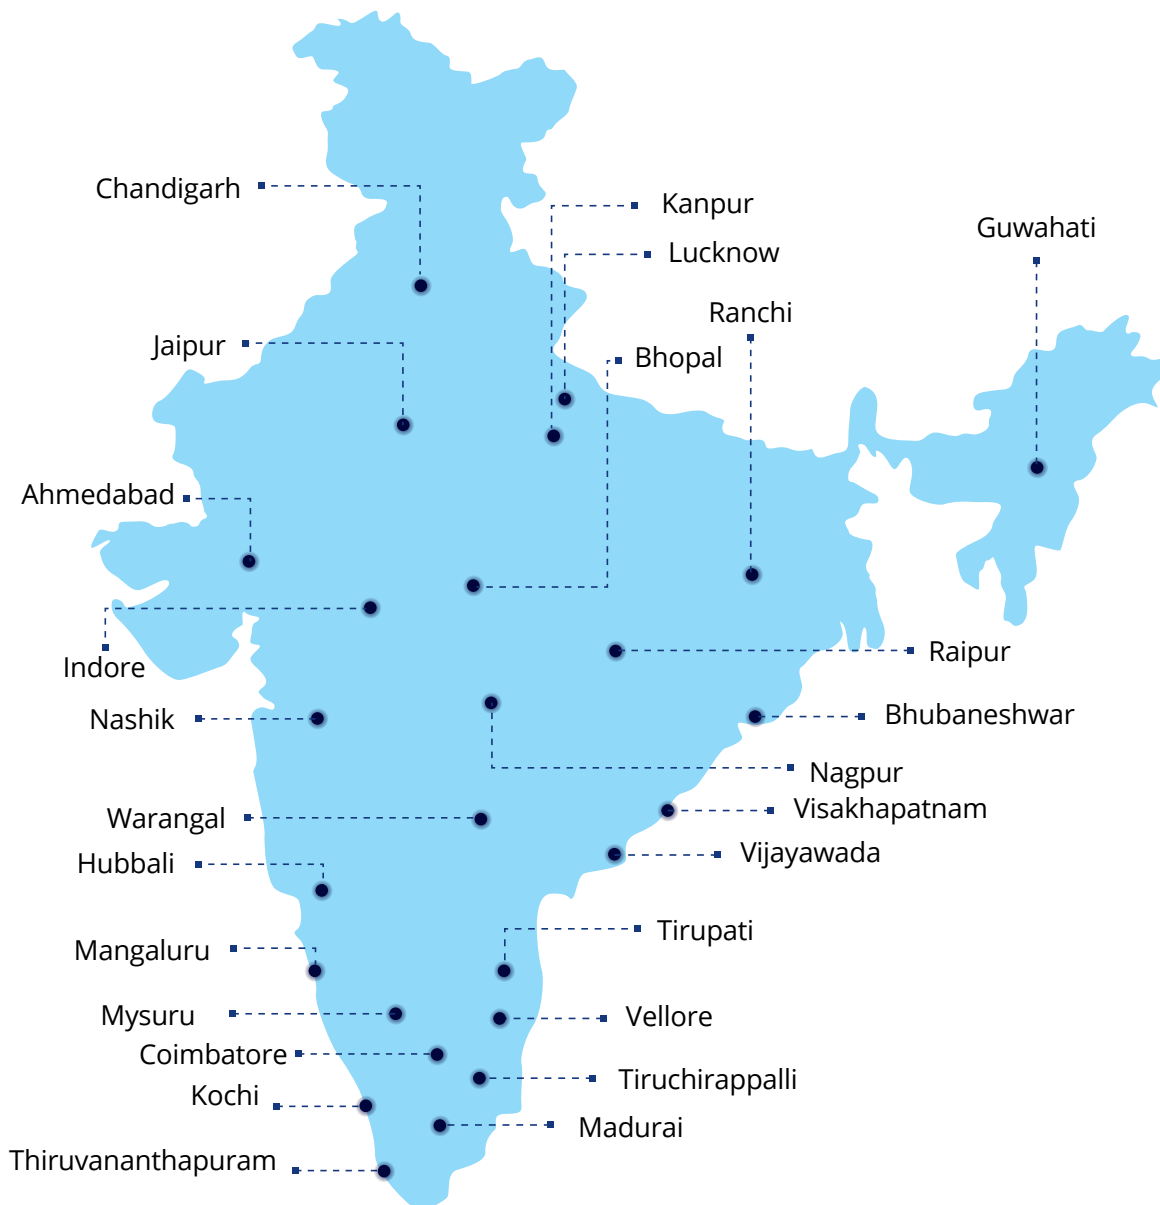 Chandigarh
Kanpur
Guwahati
Lucknow
Ranchi
Jaipur
Bhopal
Ahmedabad
Indore
Raipur
Nashik
Bhubaneshwar
Nagpur
Warangal
Visakhapatnam
Hubbali
Vijayawada
Tirupati
Mangaluru
Mysuru
Vellore
Coimbatore
Tiruchirappalli
Kochi
Madurai
Thiruvananthapuram